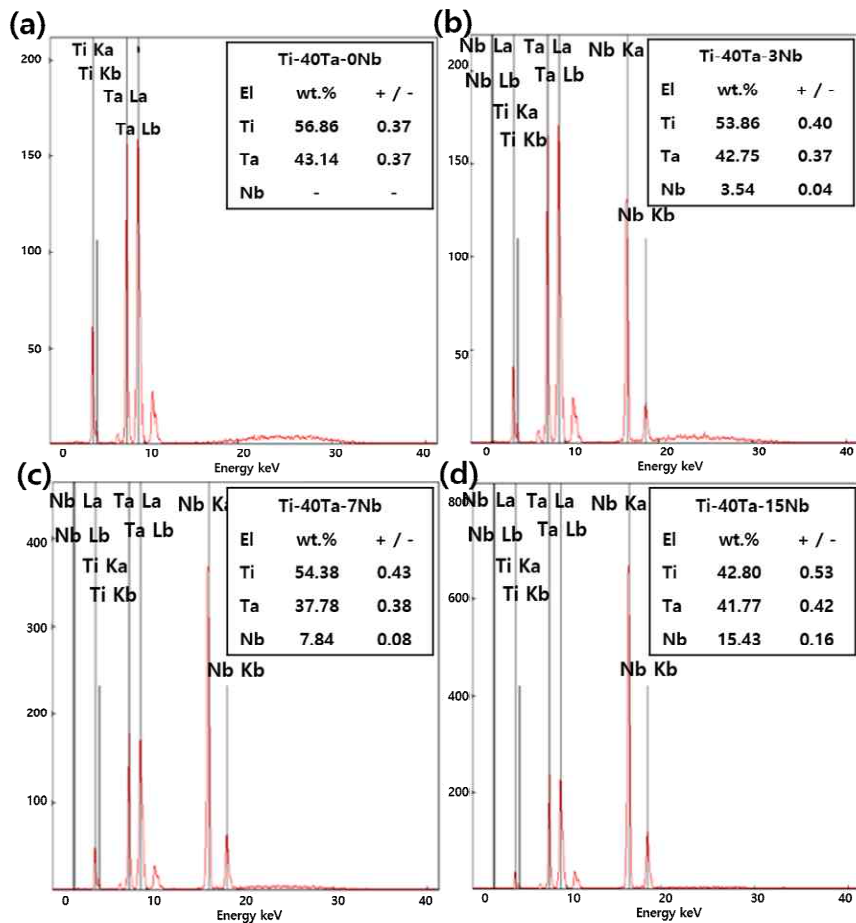 (a)
Ti Ka
Ti Kb
Ta La
Ta Lb
Ti-40Ta-0Nb
El wt.% + / -
Ti 56.86 0.37
Ta 43.14 0.37
Nb - -
200
150
100
50
0 10 20 30 40
Energy keV
(b)
Nb La Ta La Nb Ka
Nb Lb Ta Lb
Ti Ka
Ti Kb
Nb Kb
Ti-40Ta-3Nb
El wt.% + / -
Ti 53.86 0.40
Ta 42.75 0.37
Nb 3.54 0.04
200
150
100
50
0 10 20 30 40
Energy keV
(c)
Nb La Ta La Nb Ka
Nb Lb Ta Lb
Ti Ka
Ti Kb
Nb Kb
Ti-40Ta-7Nb
El wt.% + / -
Ti 54.38 0.43
Ta 37.78 0.38
Nb 7.84 0.08
400
300
200
100
0 10 20 30 40
Energy keV
(d)
Nb La Ta La Nb Ka
Nb Lb Ta Lb
Ti Ka
Ti Kb
Nb Kb
Ti-40Ta-15Nb
El wt.% + / -
Ti 42.80 0.53
Ta 41.77 0.42
Nb 15.43 0.16
800
600
400
200
0 10 20 30 40
Energy keV